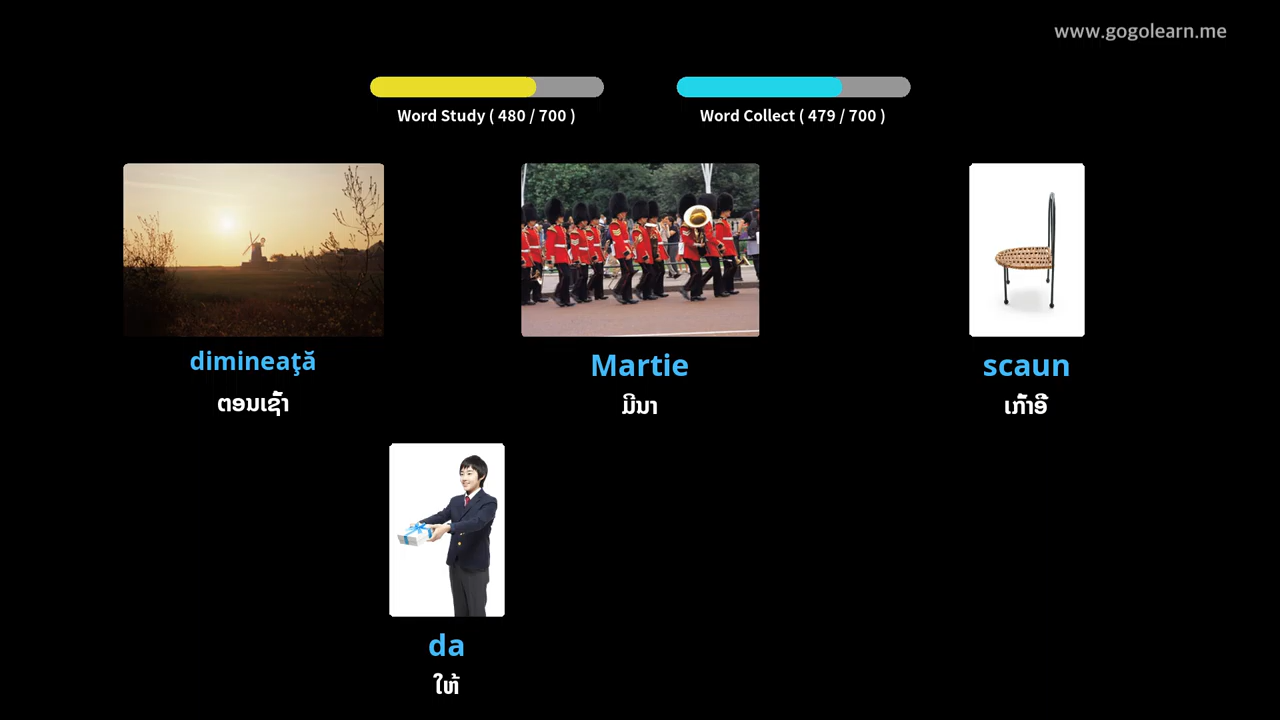 www.gogolearn.me
Word Study ( 480 / 700 )
Word Collect ( 479 / 700 )
dimineaţă
ຕອນເຊົ້າ
Martie
ມີນາ
scaun
ເກົ້າອີ້
da
ໃຫ້